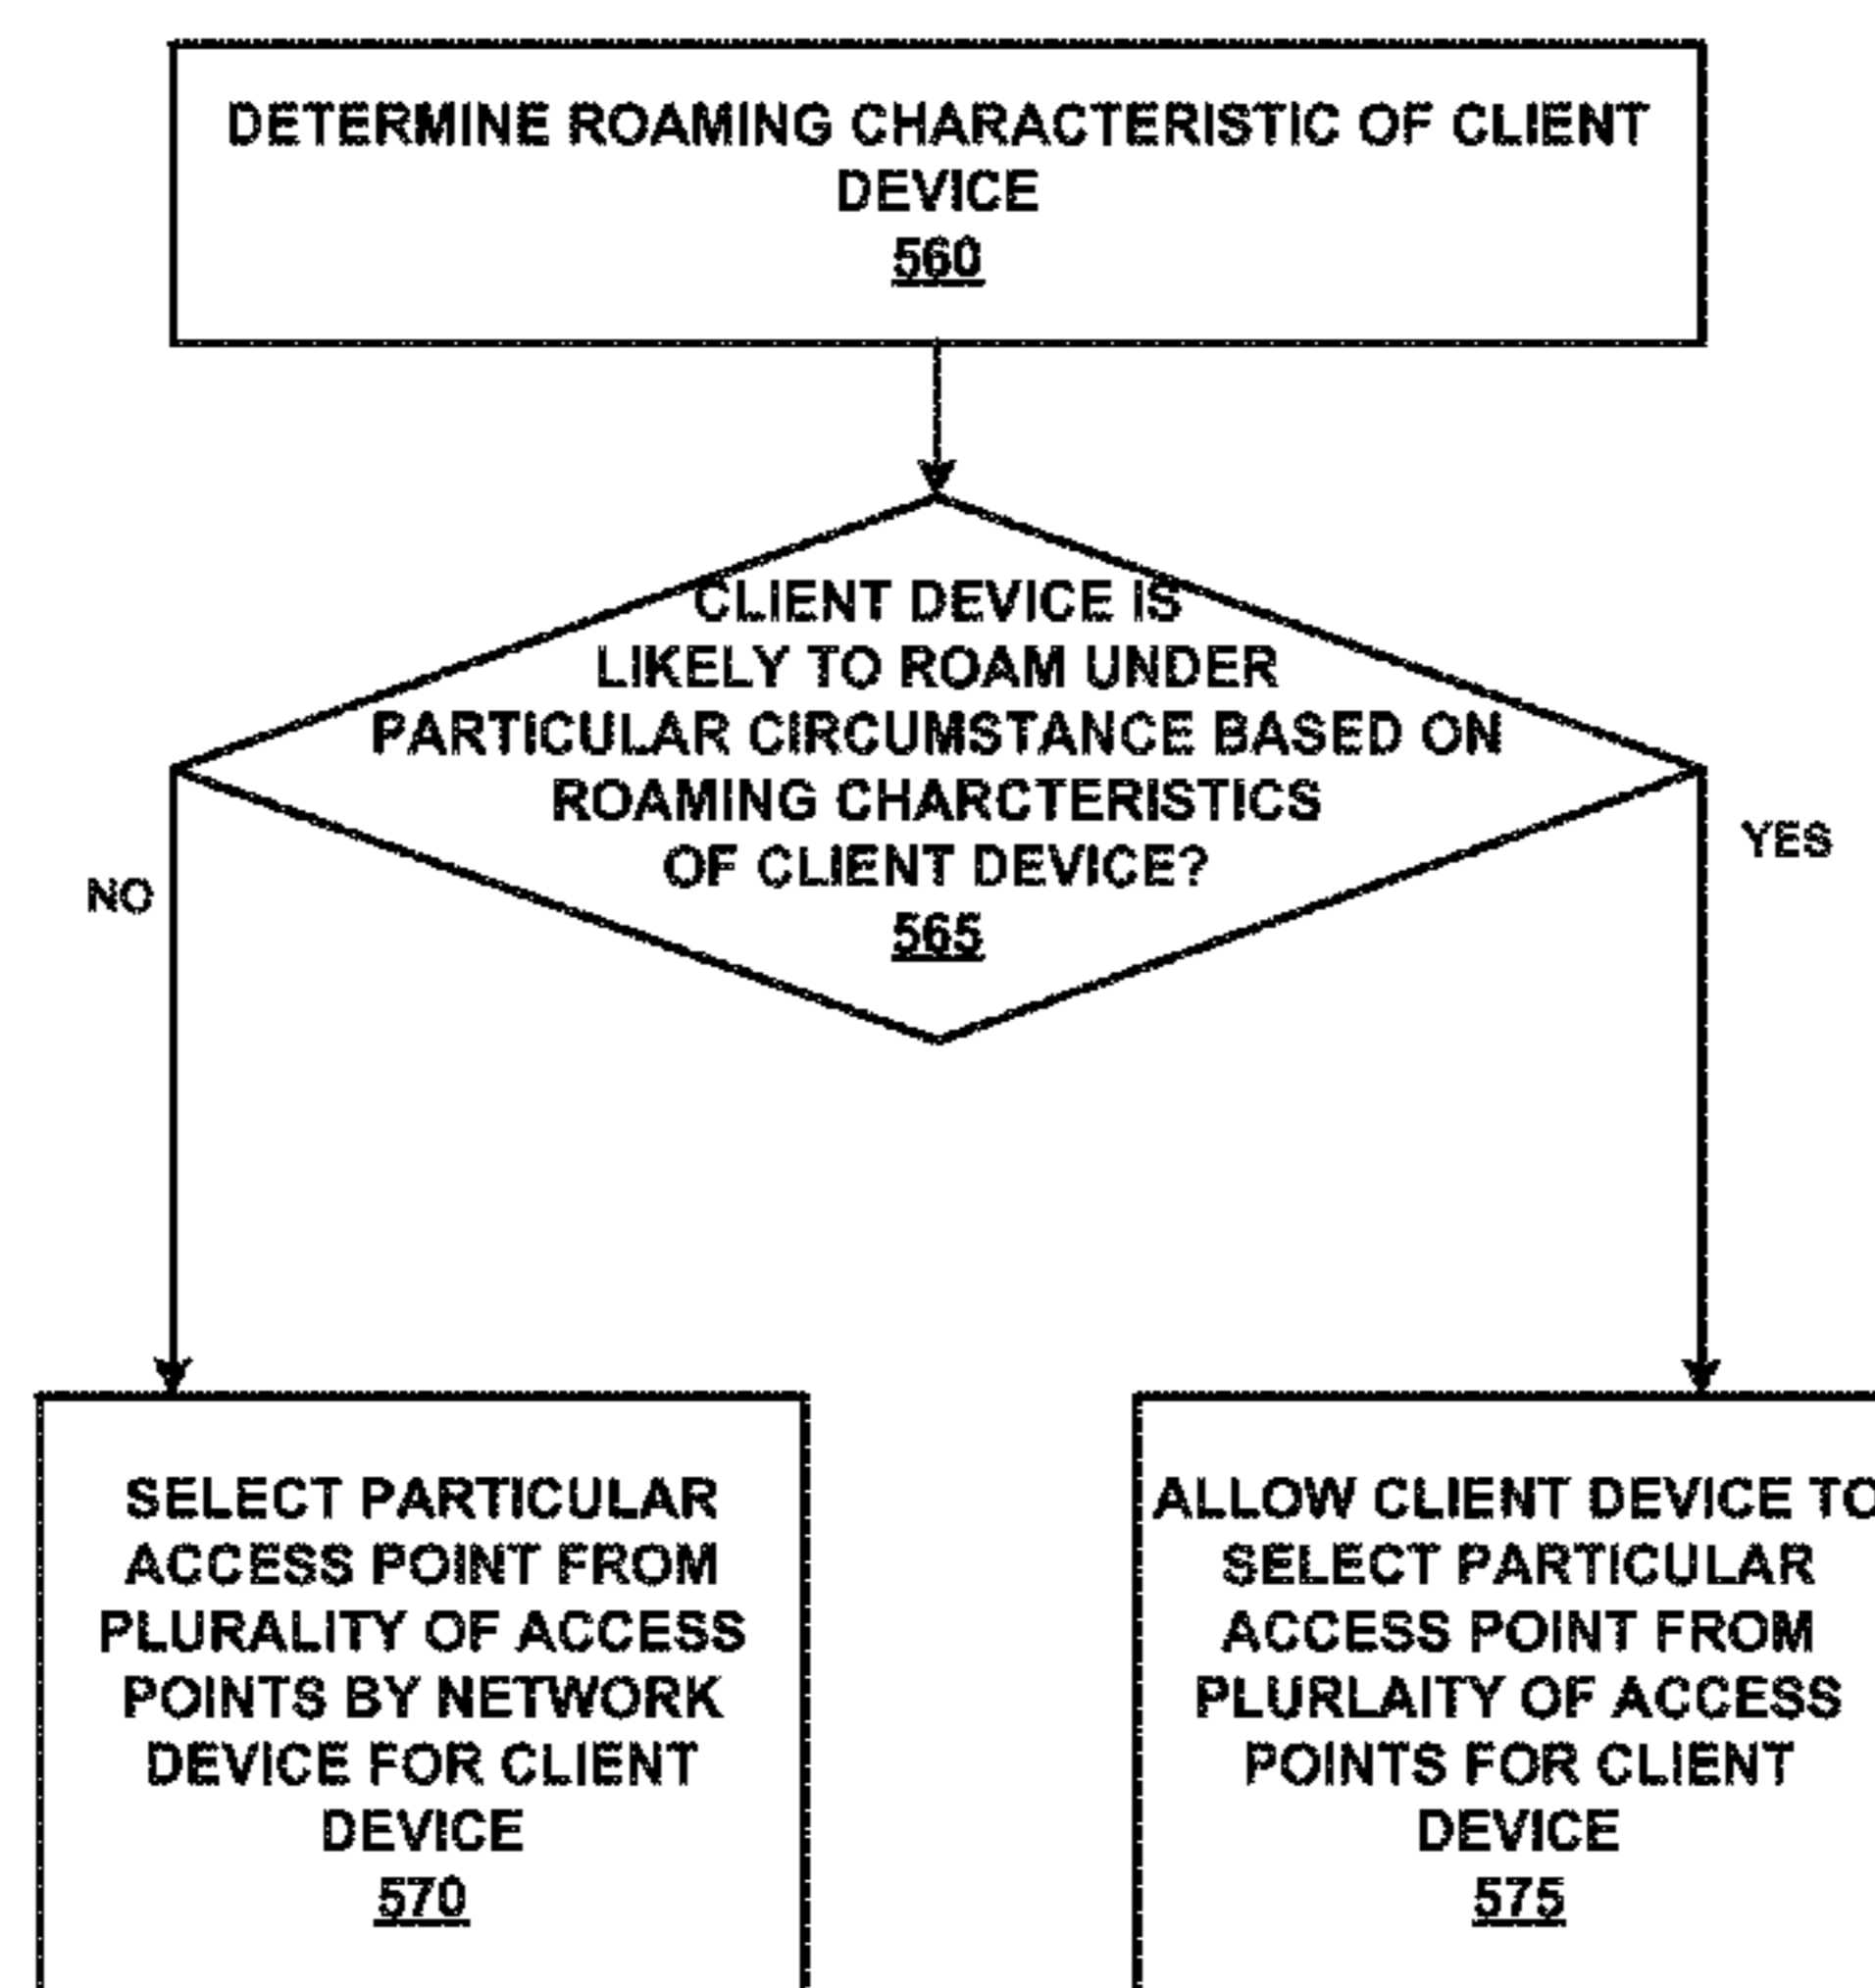 DETERMINE ROAMING CHARACTERISTIC OF CLIENT
DEVICE
560
CLIENT DEVICE IS
LIKELY TO ROAM UNDER
PARTICULAR CIRCUMSTANCE BASED ON
ROAMING CHARCTERISTICS
OF CLIENT DEVICE?
565
NO
YES
SELECT PARTICULAR
ACCESS POINT FROM
PLURALITY OF ACCESS
POINTS BY NETWORK
DEVICE FOR CLIENT
DEVICE
570
ALLOW CLIENT DEVICE TO
SELECT PARTICULAR
ACCESS POINT FROM
PLURLAITY OF ACCESS
POINTS FOR CLIENT
DEVICE
575